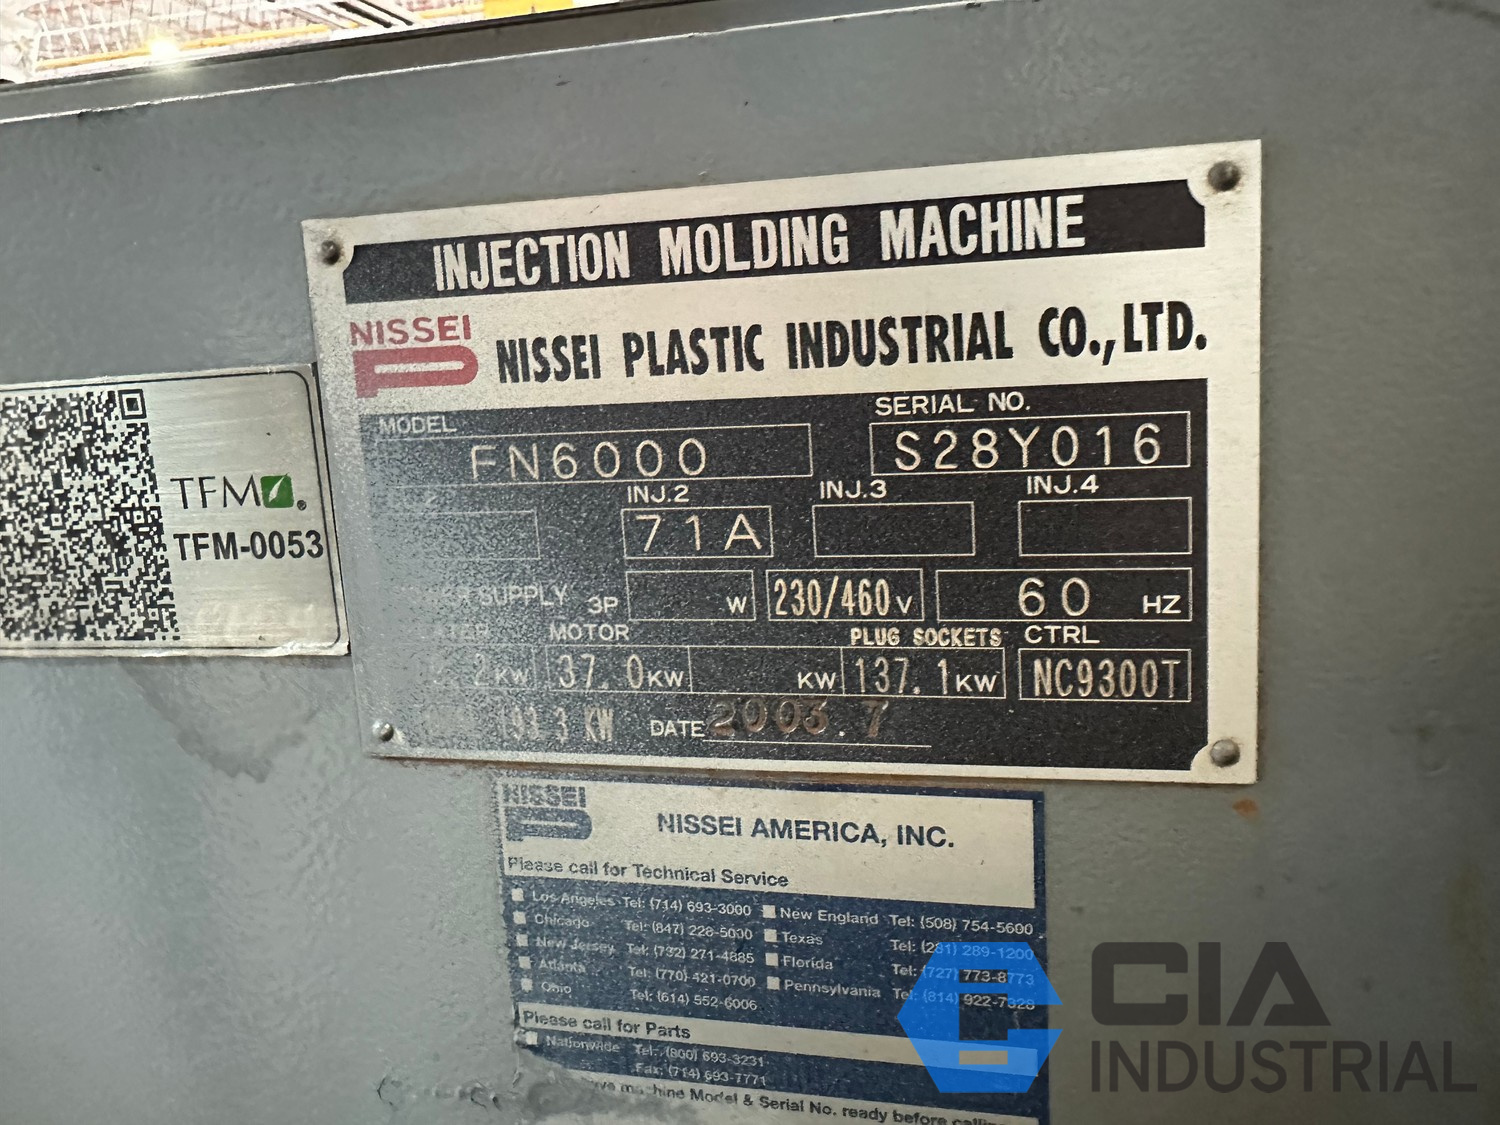 INJECTION MOLDING MACHINE
NISSEI
NISSEI PLASTIC INDUSTRIAL CO.,LTD.
MODEL
FN6000
SERIAL NO.
S28Y016
INJ.2
71A
INJ.3
INJ.4
SUPPLY 3P W 230/460V 60 HZ
MOTOR
37.0KW
KW
PLUG SOCKETS
137.1KW
CTRL
NC9300T
3 KW
DATE 2003.7
TFM
TFM-0053
NISSEI
NISSEI AMERICA, INC.
Please call for Technical Service
Los Angeles Tel: (714) 693-3000
Chicago Tel: (847) 228-5000
New Jersey Tel: (732) 271-4885
Atlanta Tel: (770) 421-0700
Ohio Tel: (614) 552-6006
New England Tel: (508) 754-5600
Texas Tel: (281) 289-1200
Florida Tel: (727) 773-8773
Pennsylvania Tel: (814) 922-7328
Please call for Parts
Nationwide Tel: (800) 693-3231
Fax: (714) 693-7771
machine Model & Serial No. ready before
CIA
INDUSTRIAL